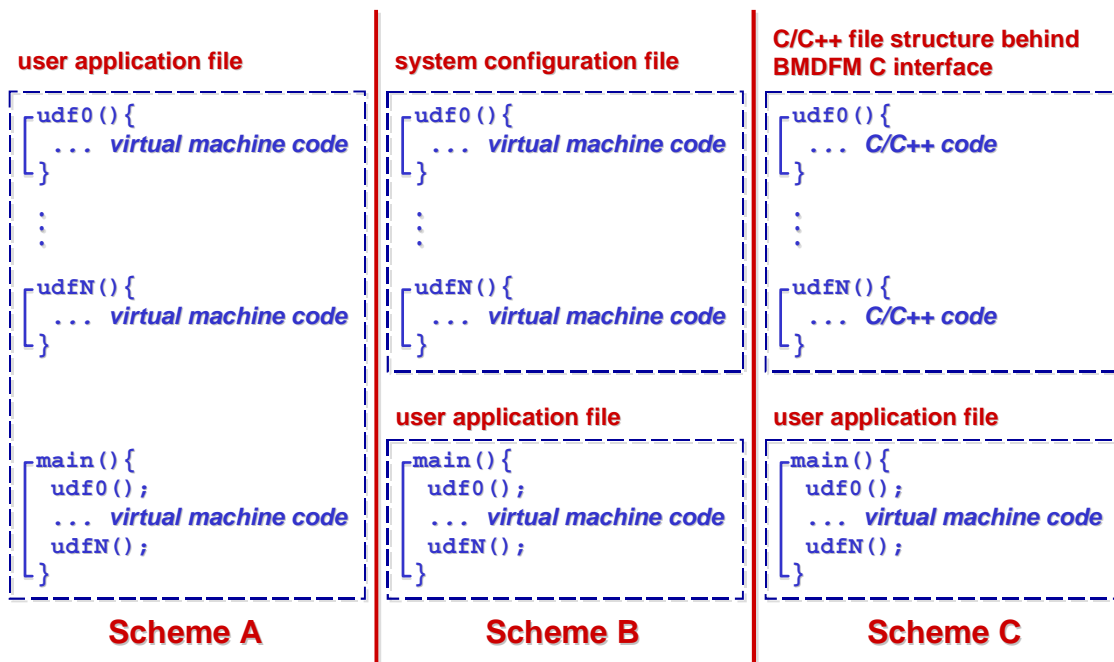 user application file
udf0(){
... virtual machine code
}
.
.
.
udfN(){
... virtual machine code
}
main(){
udf0();
... virtual machine code
udfN();
}
Scheme A
system configuration file
udf0(){
... virtual machine code
}
.
.
.
udfN(){
... virtual machine code
}
user application file
main(){
udf0();
... virtual machine code
udfN();
}
Scheme B
C/C++ file structure behind
BMDFM C interface
udf0(){
... C/C++ code
}
.
.
.
udfN(){
... C/C++ code
}
user application file
main(){
udf0();
... virtual machine code
udfN();
}
Scheme C